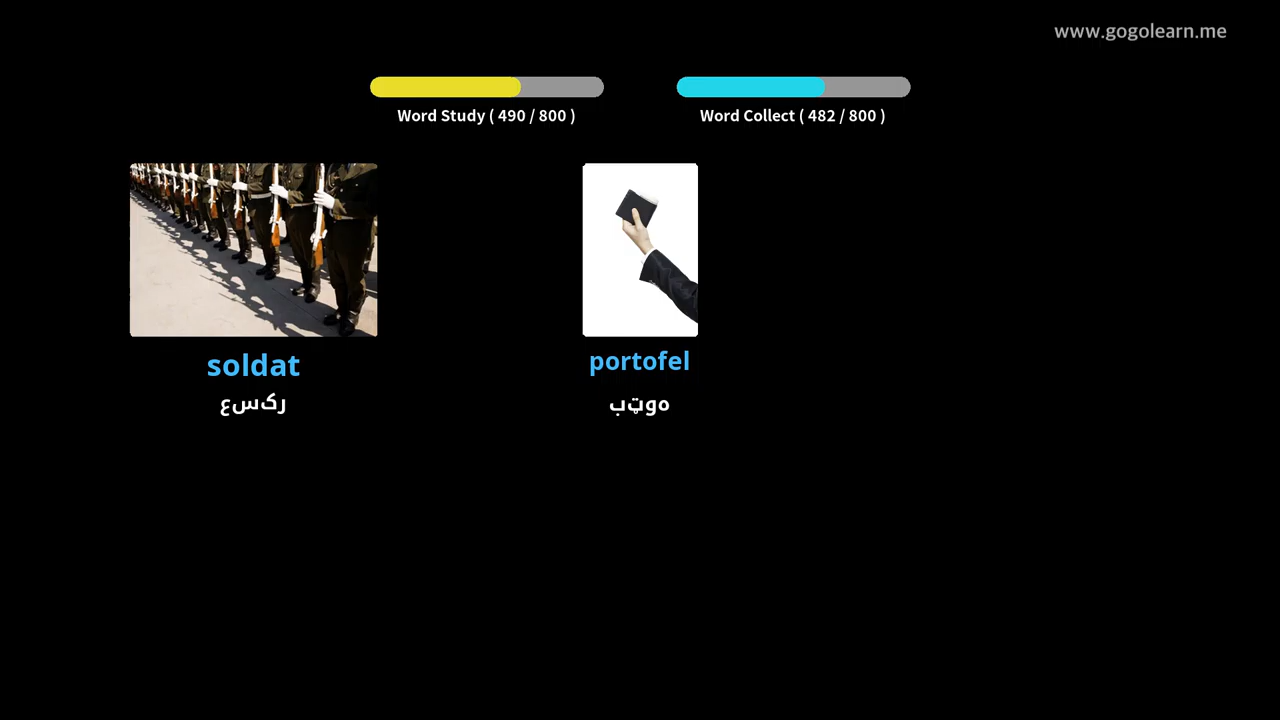 www.gogolearn.me
Word Study ( 490 / 800 )
Word Collect ( 482 / 800 )
soldat
رکسع
portofel
هوټب